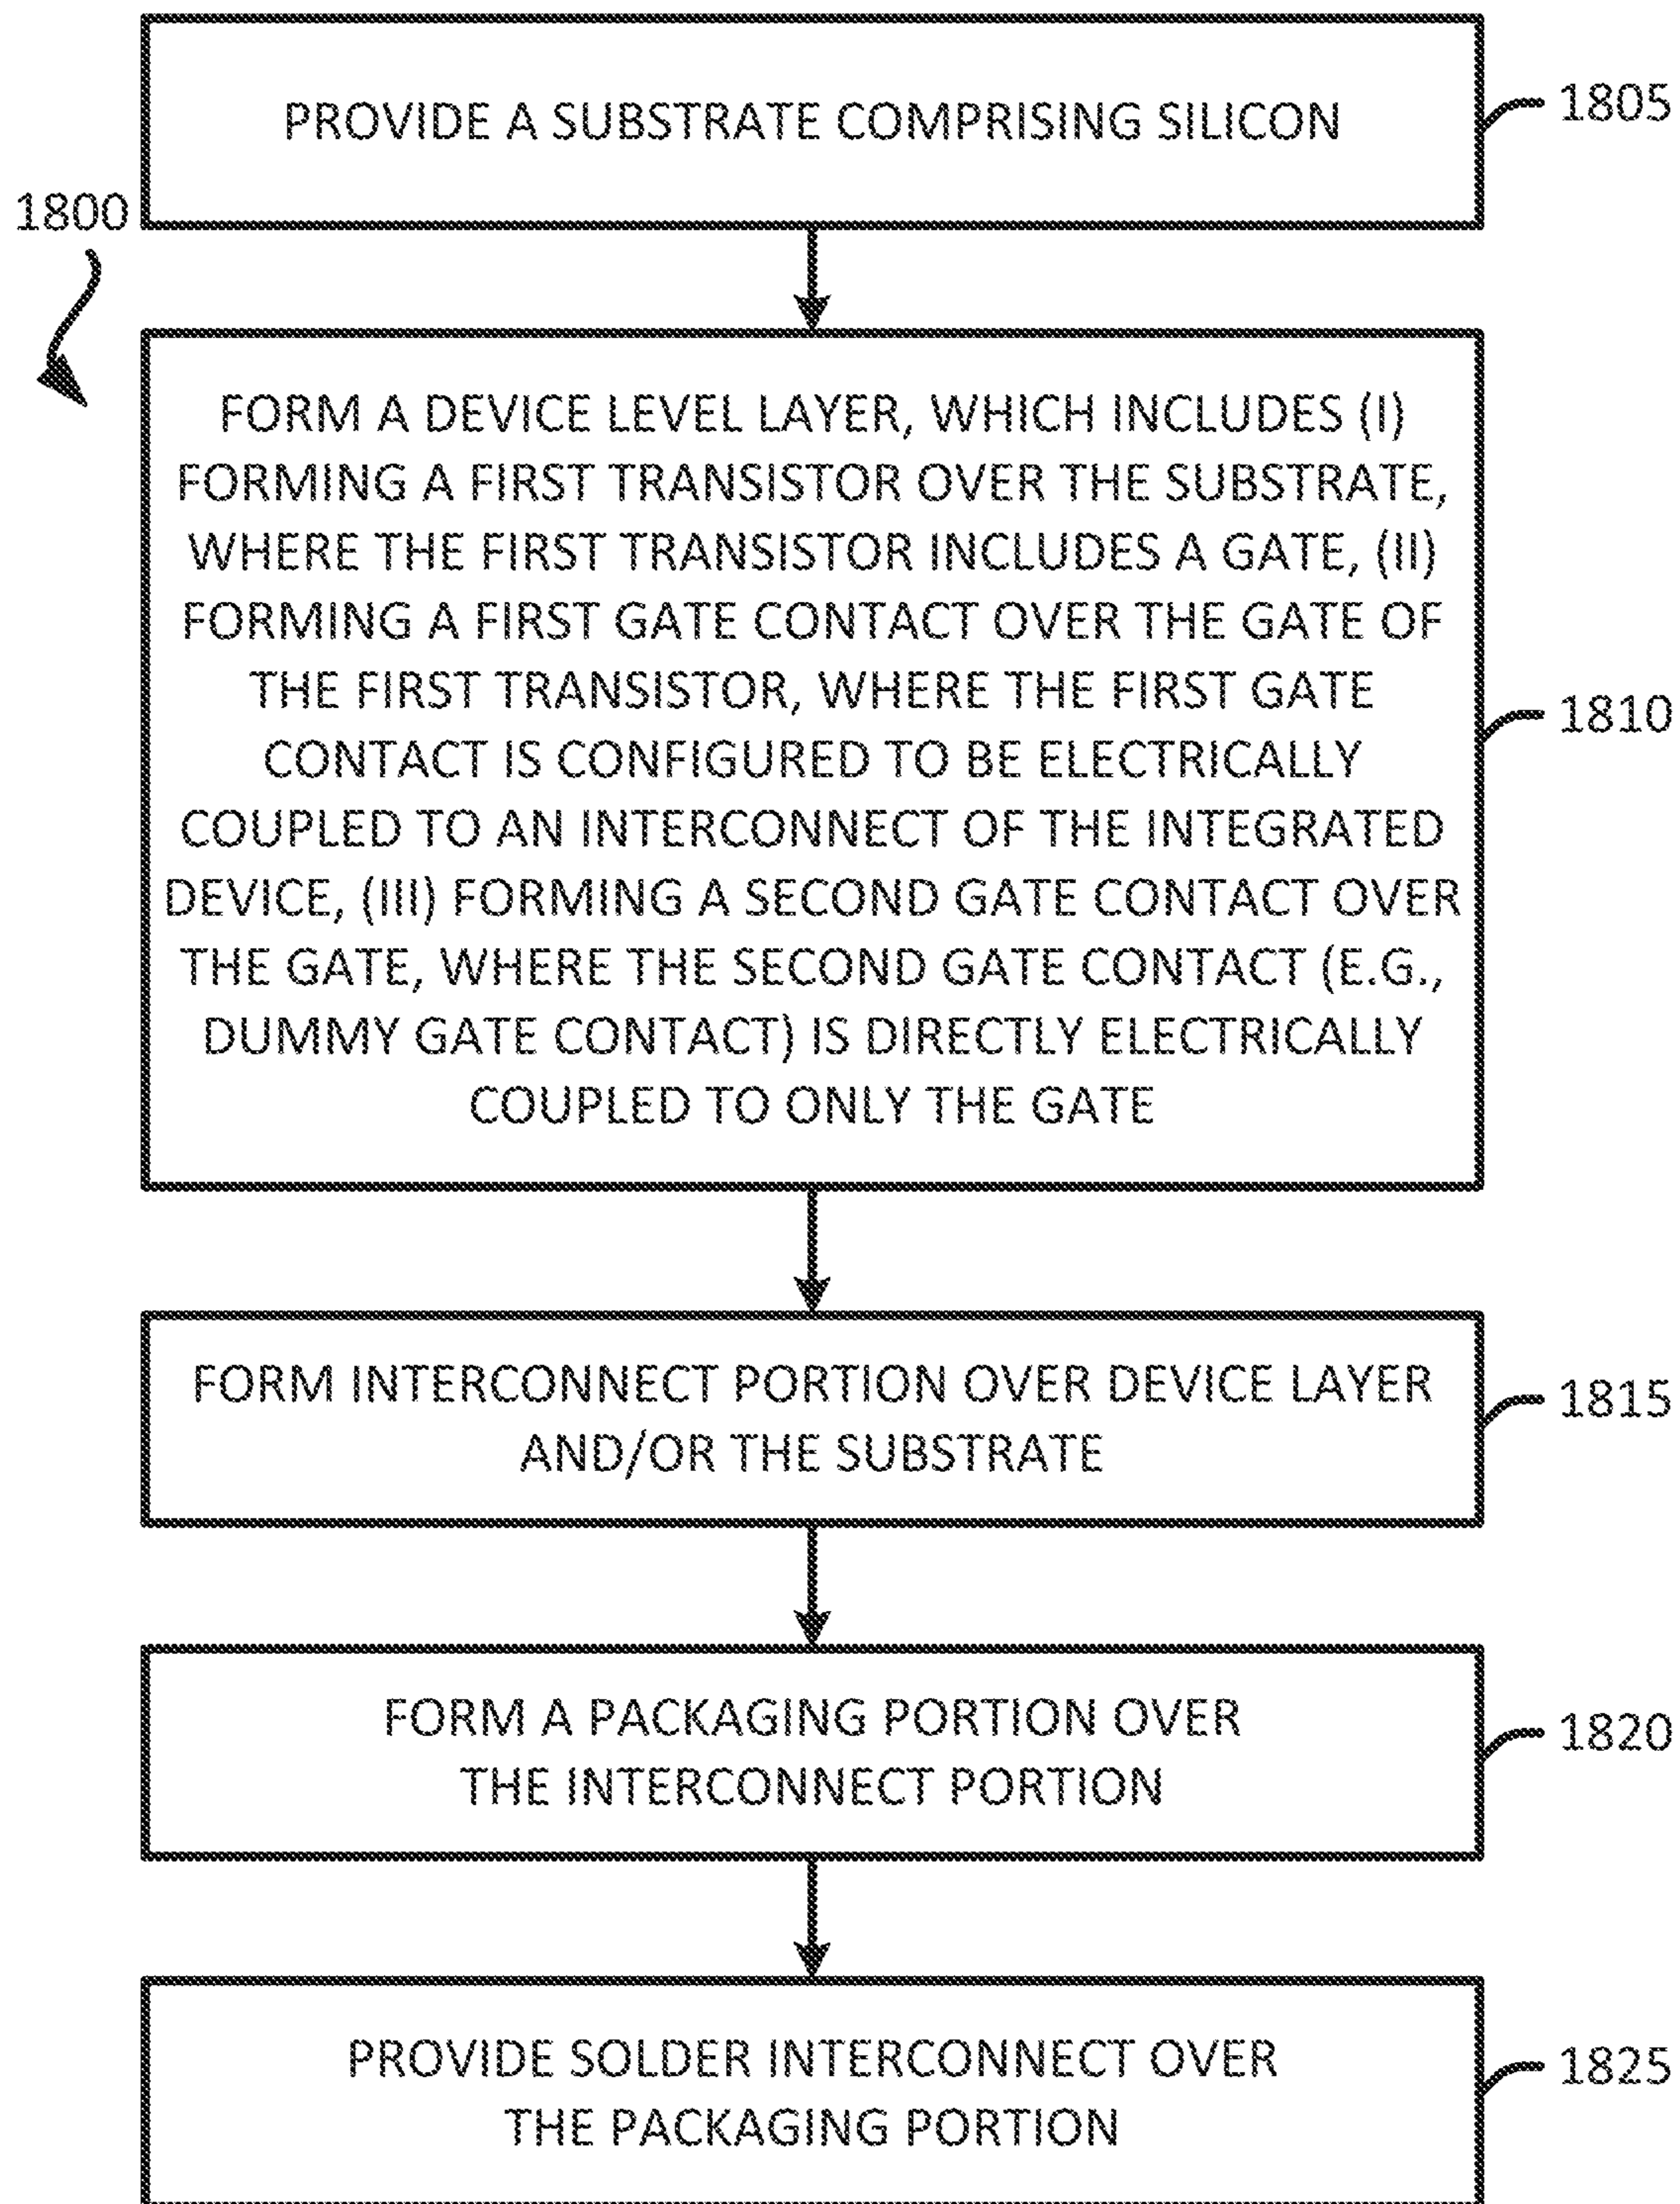 PROVIDE A SUBSTRATE COMPRISING SILICON
1805
1800
FORM A DEVICE LEVEL LAYER, WHICH INCLUDES (I)
FORMING A FIRST TRANSISTOR OVER THE SUBSTRATE,
WHERE THE FIRST TRANSISTOR INCLUDES A GATE, (II)
FORMING A FIRST GATE CONTACT OVER THE GATE OF
THE FIRST TRANSISTOR, WHERE THE FIRST GATE
CONTACT IS CONFIGURED TO BE ELECTRICALLY
COUPLED TO AN INTERCONNECT OF THE INTEGRATED
DEVICE, (III) FORMING A SECOND GATE CONTACT OVER
THE GATE, WHERE THE SECOND GATE CONTACT (E.G.,
DUMMY GATE CONTACT) IS DIRECTLY ELECTRICALLY
COUPLED TO ONLY THE GATE
1810
FORM INTERCONNECT PORTION OVER DEVICE LAYER
AND/OR THE SUBSTRATE
1815
FORM A PACKAGING PORTION OVER
THE INTERCONNECT PORTION
1820
PROVIDE SOLDER INTERCONNECT OVER
THE PACKAGING PORTION
1825